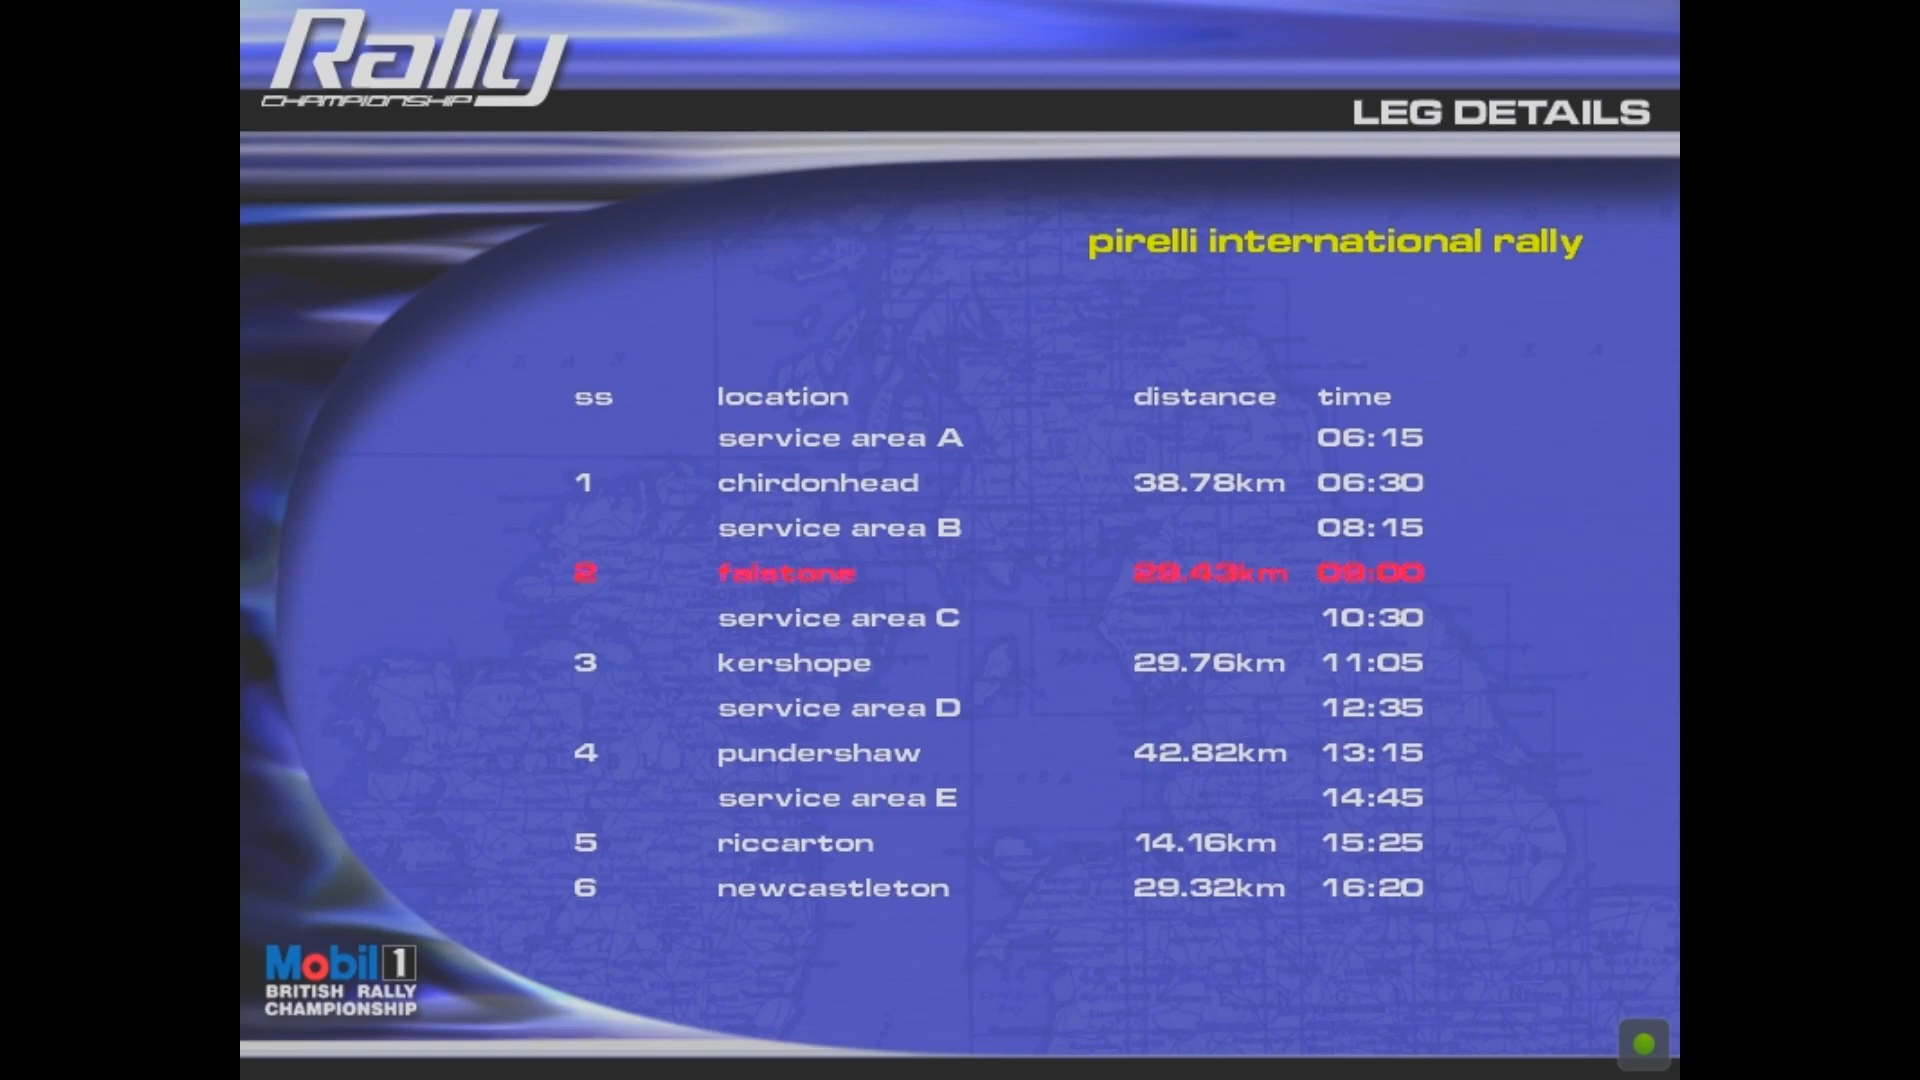 Rally
CHAMPIONSHIP
LEG DETAILS
pirelli international rally
ss location distance time
service area A 06:15
1 chirdonhead 38.78km 06:30
service area B 08:15
2 falstone 29.43km 09:00
service area C 10:30
3 kershope 29.76km 11:05
service area D 12:35
4 pundershaw 42.82km 13:15
service area E 14:45
5 riccarton 14.16km 15:25
6 newcastleton 29.32km 16:20
Mobil 1
BRITISH RALLY
CHAMPIONSHIP